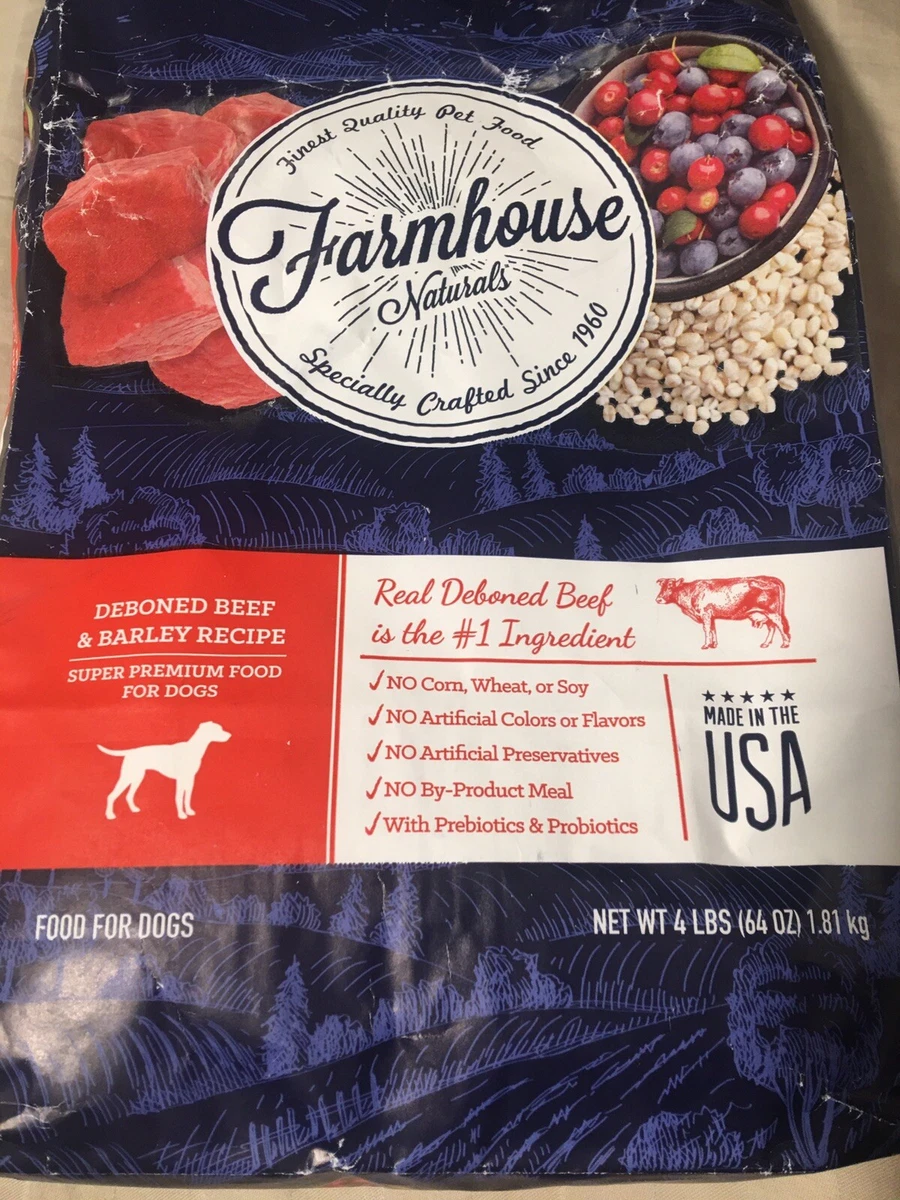 Finest Quality Pet Food
Farmhouse
Naturals
Specially Crafted Since 1960
DEBONED BEEF
& BARLEY RECIPE
SUPER PREMIUM FOOD
FOR DOGS
Real Deboned Beef
is the #1 Ingredient
✓NO Corn, Wheat, or Soy
✓NO Artificial Colors or Flavors
✓NO Artificial Preservatives
✓NO By-Product Meal
✓With Prebiotics & Probiotics
★★★★★
MADE IN THE
USA
FOOD FOR DOGS
NET WT 4 LBS (64 OZ) 1.81 kg